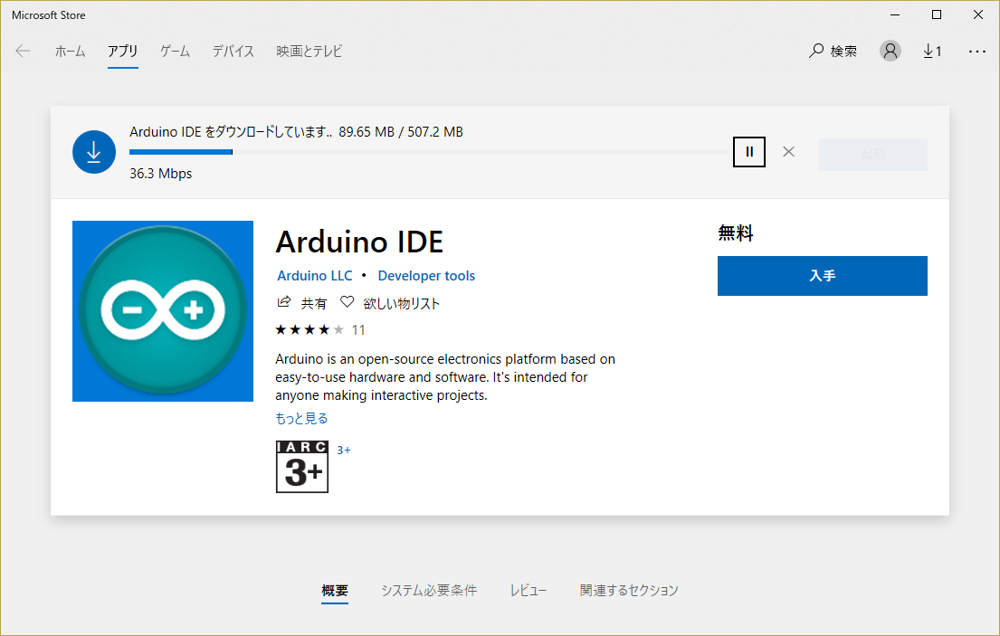 Microsoft Store
ホーム アプリ ゲーム デバイス 映画とテレビ 検索 1
Arduino IDE をダウンロードしています.. 89.65 MB / 507.2 MB
36.3 Mbps
起動
Arduino IDE
無料
Arduino LLC • Developer tools
入手
共有 欲しい物リスト
11
Arduino is an open-source electronics platform based on
easy-to-use hardware and software. It's intended for
anyone making interactive projects.
もっと見る
IARC
3+
3+
概要 システム必要条件 レビュー 関連するセクション